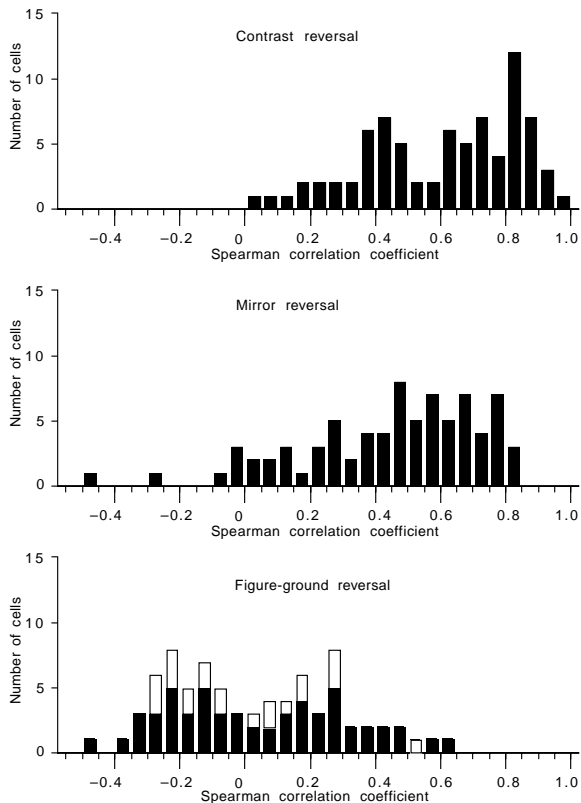 15
Contrast reversal
10
Number of cells
5
0
−0.4 −0.2 0 0.2 0.4 0.6 0.8 1.0
Spearman correlation coefficient
15
Mirror reversal
10
Number of cells
5
0
−0.4 −0.2 0 0.2 0.4 0.6 0.8 1.0
Spearman correlation coefficient
15
Figure-ground reversal
10
Number of cells
5
0
−0.4 −0.2 0 0.2 0.4 0.6 0.8 1.0
Spearman correlation coefficient